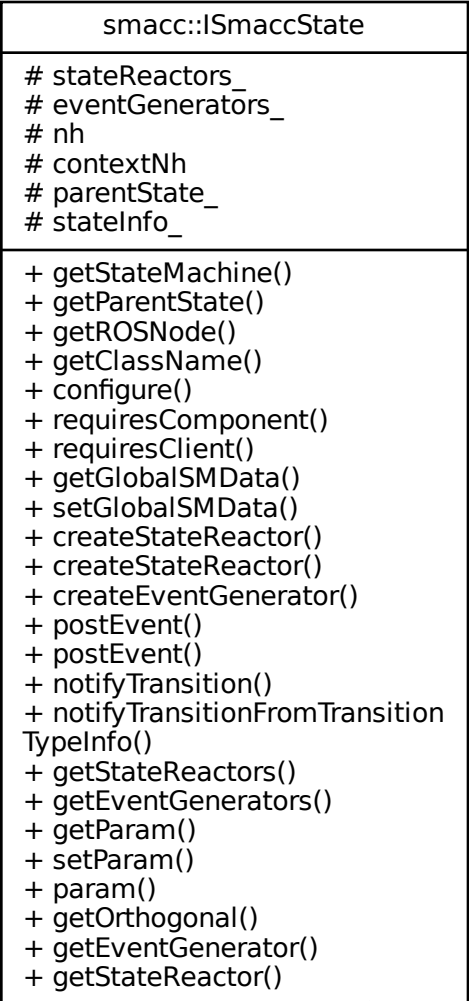 smacc::ISmaccState
# stateReactors_
# eventGenerators_
# nh
# contextNh
# parentState_
# stateInfo_
+ getStateMachine()
+ getParentState()
+ getROSNode()
+ getClassName()
+ configure()
+ requiresComponent()
+ requiresClient()
+ getGlobalSMData()
+ setGlobalSMData()
+ createStateReactor()
+ createStateReactor()
+ createEventGenerator()
+ postEvent()
+ postEvent()
+ notifyTransition()
+ notifyTransitionFromTransition
TypeInfo()
+ getStateReactors()
+ getEventGenerators()
+ getParam()
+ setParam()
+ param()
+ getOrthogonal()
+ getEventGenerator()
+ getStateReactor()